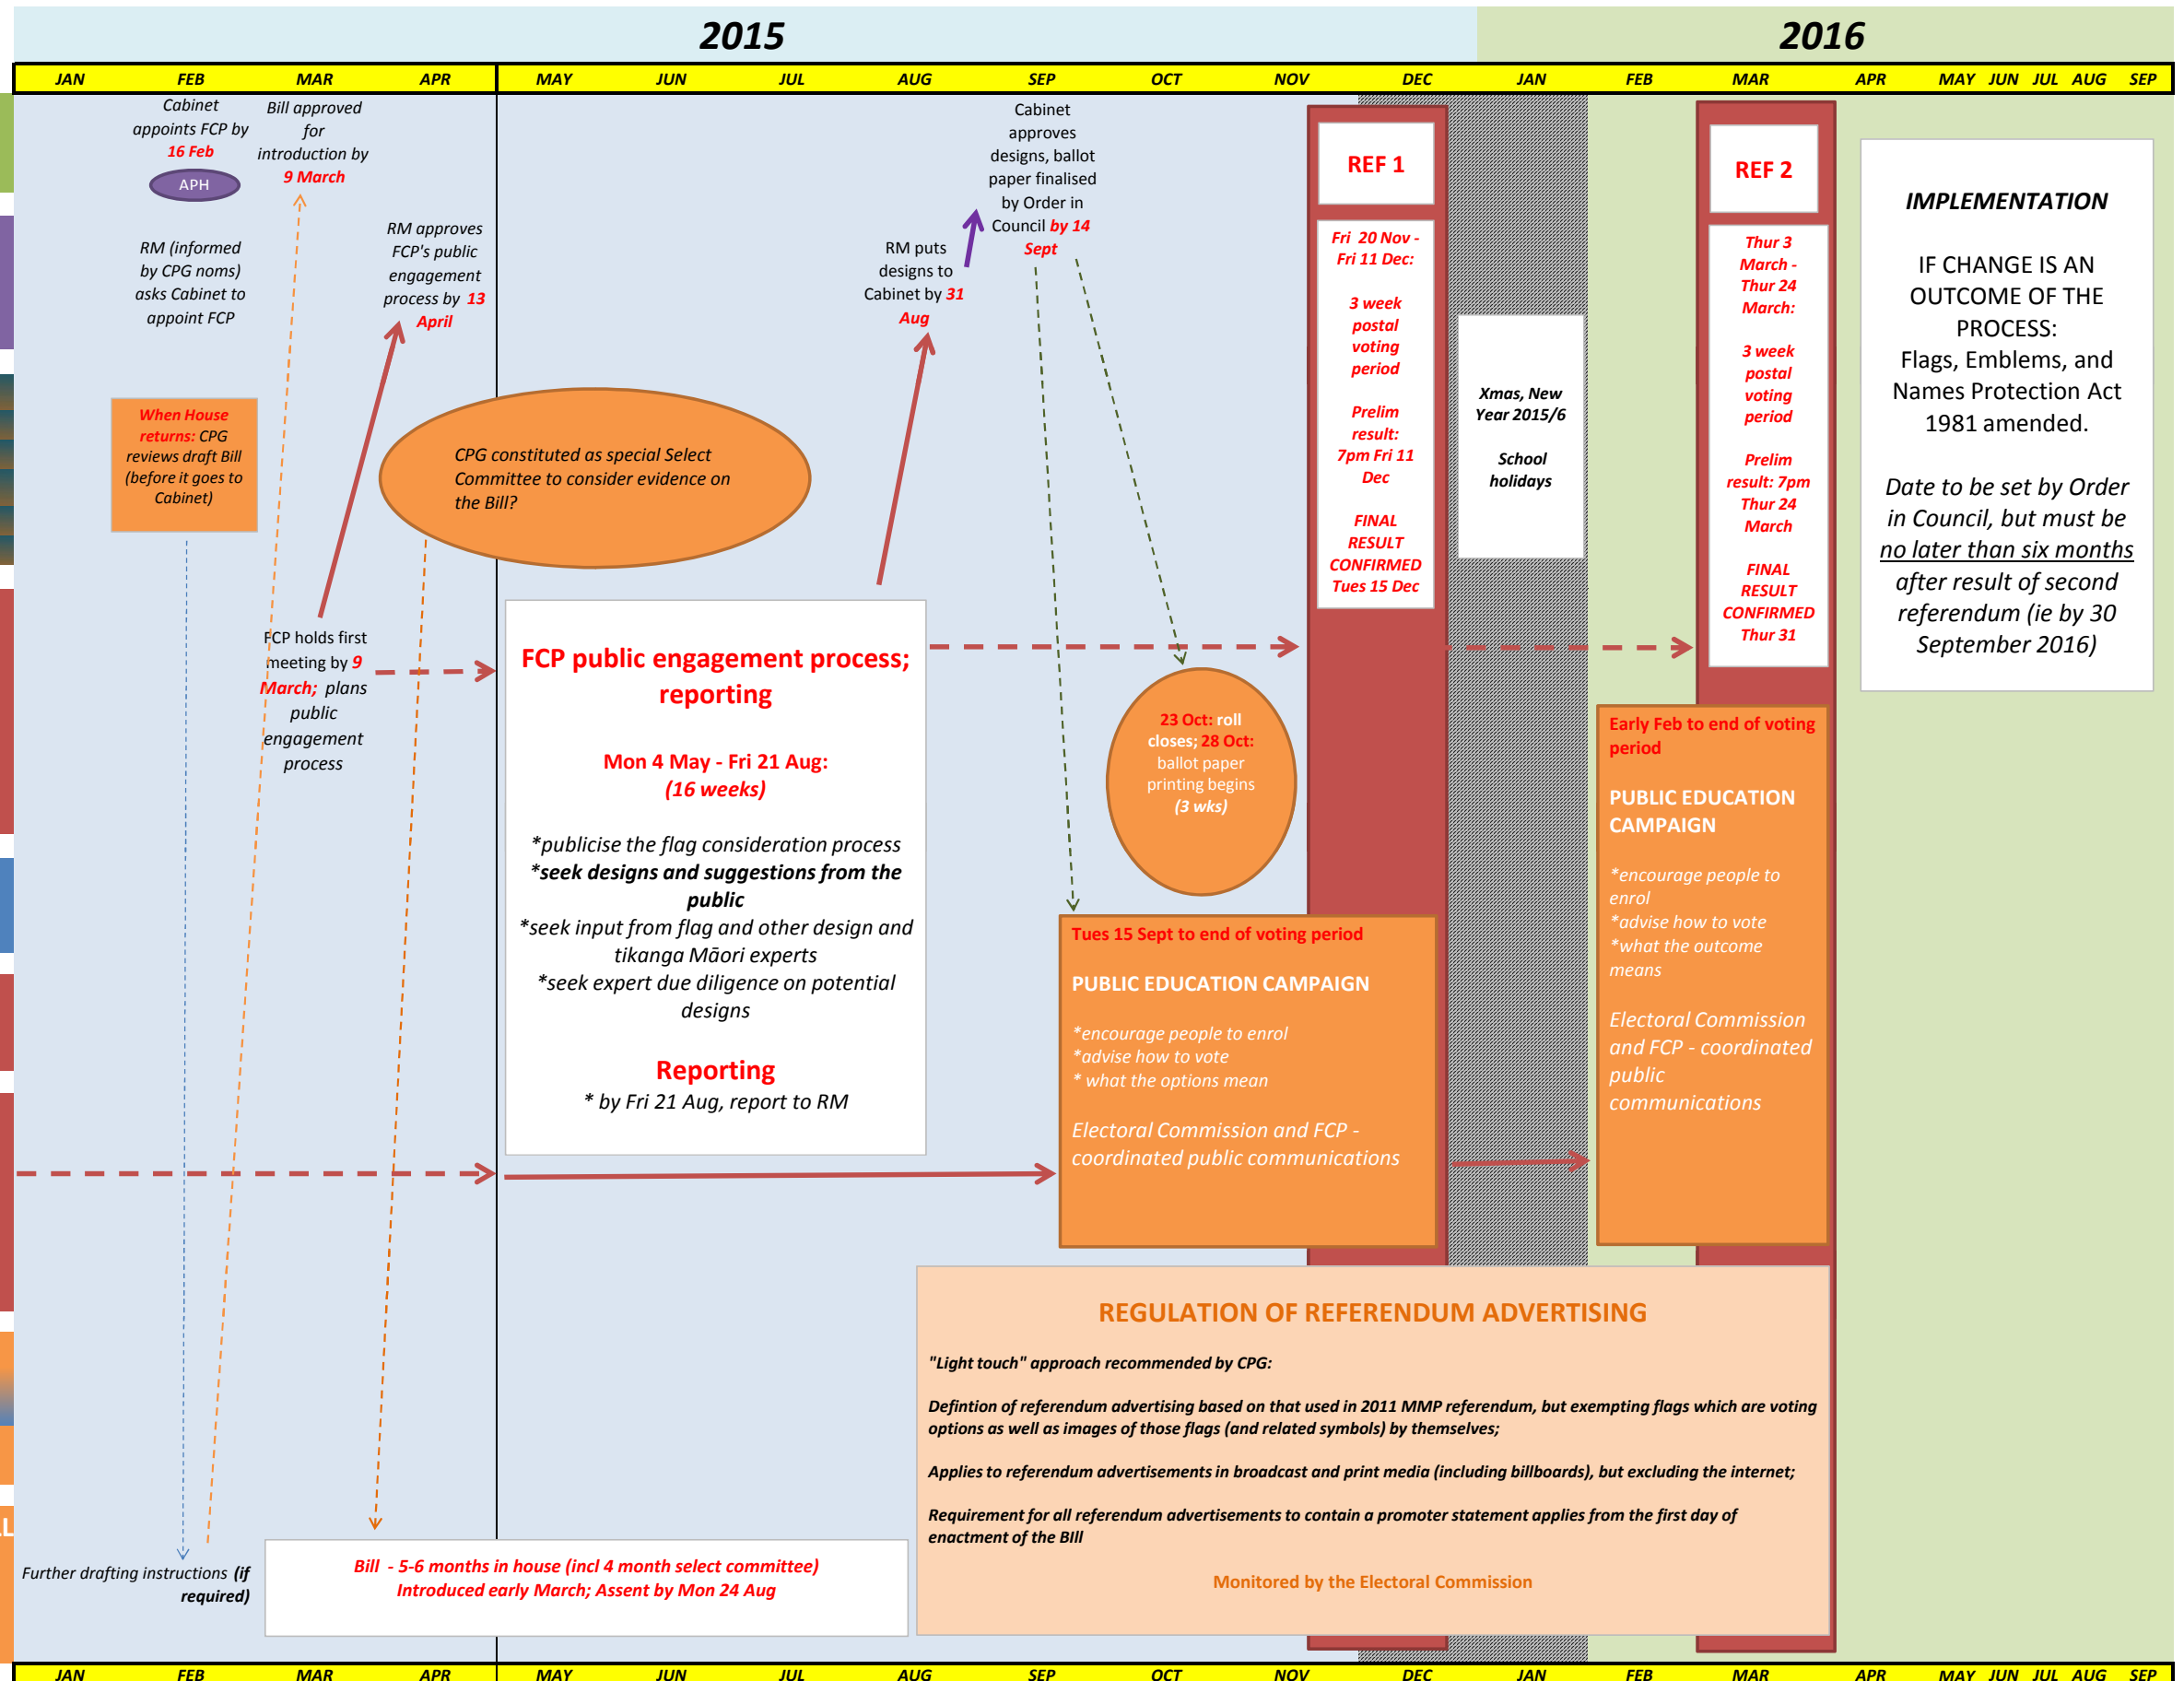 2015
2016
JAN FEB MAR APR MAY JUN JUL AUG SEP OCT NOV DEC JAN FEB MAR APR MAY JUN JUL AUG SEP
Cabinet
appoints FCP by
16 Feb
APH
Bill approved
for
introduction by
9 March
RM (informed
by CPG noms)
asks Cabinet to
appoint FCP
RM approves
FCP's public
engagement
process by 13
April
When House
returns: CPG
reviews draft Bill
(before it goes to
Cabinet)
CPG constituted as special Select
Committee to consider evidence on
the Bill?
FCP holds first
meeting by 9
March; plans
public
engagement
process
RM puts
designs to
Cabinet by 31
Aug
Cabinet
approves
designs, ballot
paper finalised
by Order in
Council by 14
Sept
FCP public engagement process;
reporting
Mon 4 May - Fri 21 Aug:
(16 weeks)
*publicise the flag consideration process
*seek designs and suggestions from the
public
*seek input from flag and other design and
tikanga Māori experts
*seek expert due diligence on potential
designs
Reporting
* by Fri 21 Aug, report to RM
23 Oct: roll
closes; 28 Oct:
ballot paper
printing begins
(3 wks)
REF 1
Fri 20 Nov -
Fri 11 Dec:
3 week
postal
voting
period
Prelim
result:
7pm Fri 11
Dec
FINAL
RESULT
CONFIRMED
Tues 15 Dec
Xmas, New
Year 2015/6
School
holidays
REF 2
Thur 3
March -
Thur 24
March:
3 week
postal
voting
period
Prelim
result: 7pm
Thur 24
March
FINAL
RESULT
CONFIRMED
Thur 31
IMPLEMENTATION
IF CHANGE IS AN
OUTCOME OF THE
PROCESS:
Flags, Emblems, and
Names Protection Act
1981 amended.
Date to be set by Order
in Council, but must be
no later than six months
after result of second
referendum (ie by 30
September 2016)
Tues 15 Sept to end of voting period
PUBLIC EDUCATION CAMPAIGN
*encourage people to enrol
*advise how to vote
* what the options mean
Electoral Commission and FCP -
coordinated public communications
Early Feb to end of voting
period
PUBLIC EDUCATION
CAMPAIGN
*encourage people to
enrol
*advise how to vote
*what the outcome
means
Electoral Commission
and FCP - coordinated
public
communications
REGULATION OF REFERENDUM ADVERTISING
"Light touch" approach recommended by CPG:
Defintion of referendum advertising based on that used in 2011 MMP referendum, but exempting flags which are voting
options as well as images of those flags (and related symbols) by themselves;
Applies to referendum advertisements in broadcast and print media (including billboards), but excluding the internet;
Requirement for all referendum advertisements to contain a promoter statement applies from the first day of
enactment of the BIll
Monitored by the Electoral Commission
Further drafting instructions (if
required)
Bill - 5-6 months in house (incl 4 month select committee)
Introduced early March; Assent by Mon 24 Aug
JAN FEB MAR APR MAY JUN JUL AUG SEP OCT NOV DEC JAN FEB MAR APR MAY JUN JUL AUG SEP